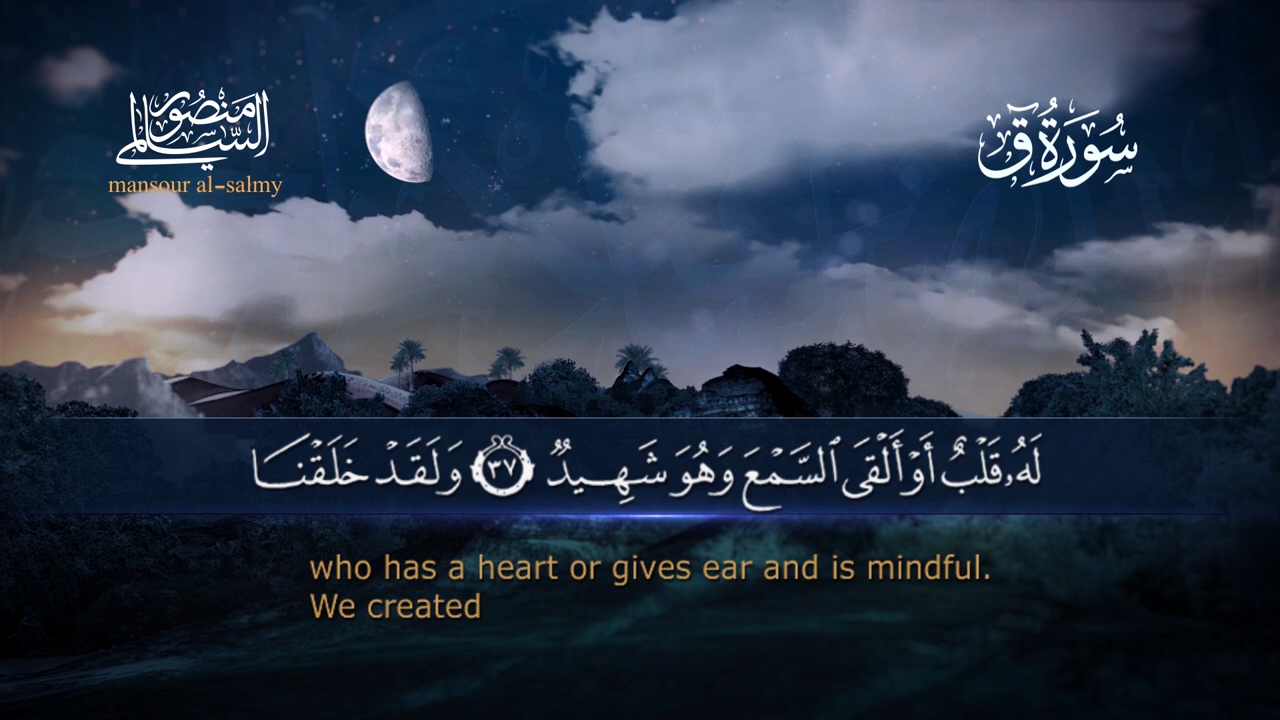 منصور
السالمي
mansour al-salmy
سُورَةُ قٓ
لَهُۥ قَلْبٌ أَوْ أَلْقَى ٱلسَّمْعَ وَهُوَ شَهِيدٌ ۝٣٧ وَلَقَدْ خَلَقْنَا
who has a heart or gives ear and is mindful.
We created